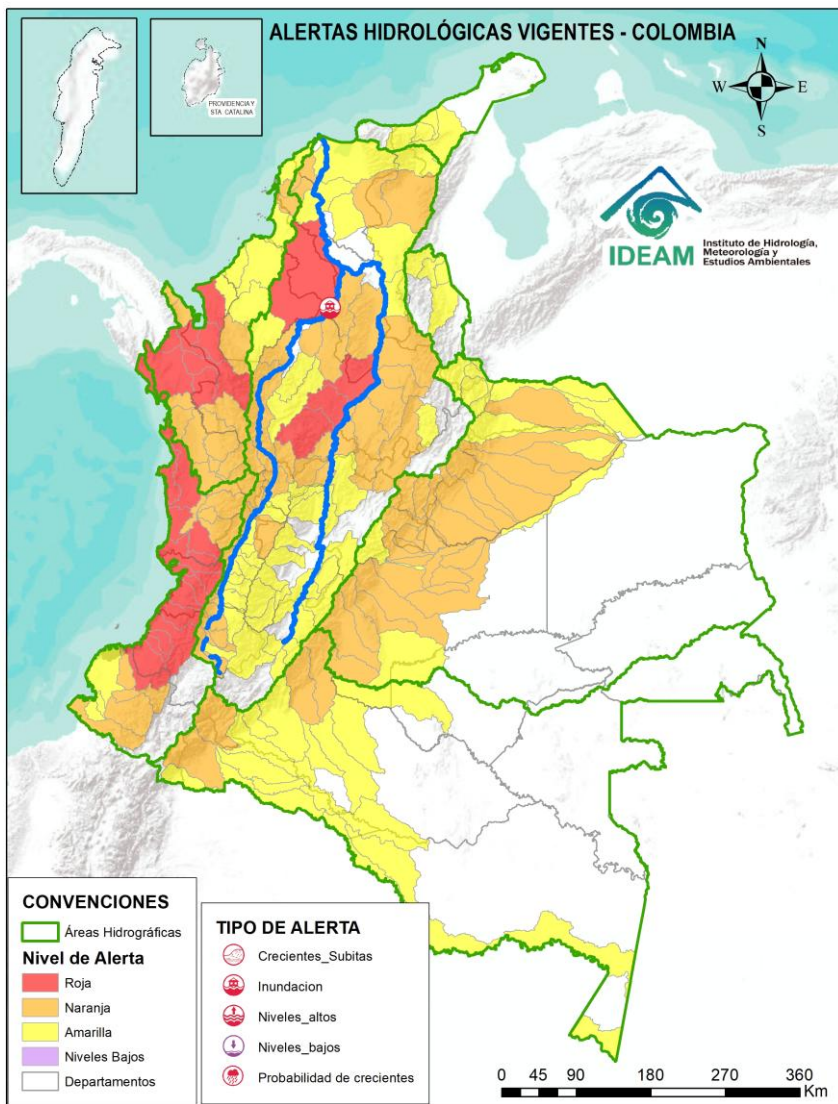 ALERTAS HIDROLÓGICAS VIGENTES - COLOMBIA
PROVIDENCIA Y
STA. CATALINA
N
W
E
S
IDEAM
Instituto de Hidrología,
Meteorología y
Estudios Ambientales
CONVENCIONES
Áreas Hidrográficas
Nivel de Alerta
Roja
Naranja
Amarilla
Niveles Bajos
Departamentos
TIPO DE ALERTA
Crecientes_Subitas
Inundacion
Niveles_altos
Niveles_bajos
Probabilidad de crecientes
0 45 90 180 270 360
Km